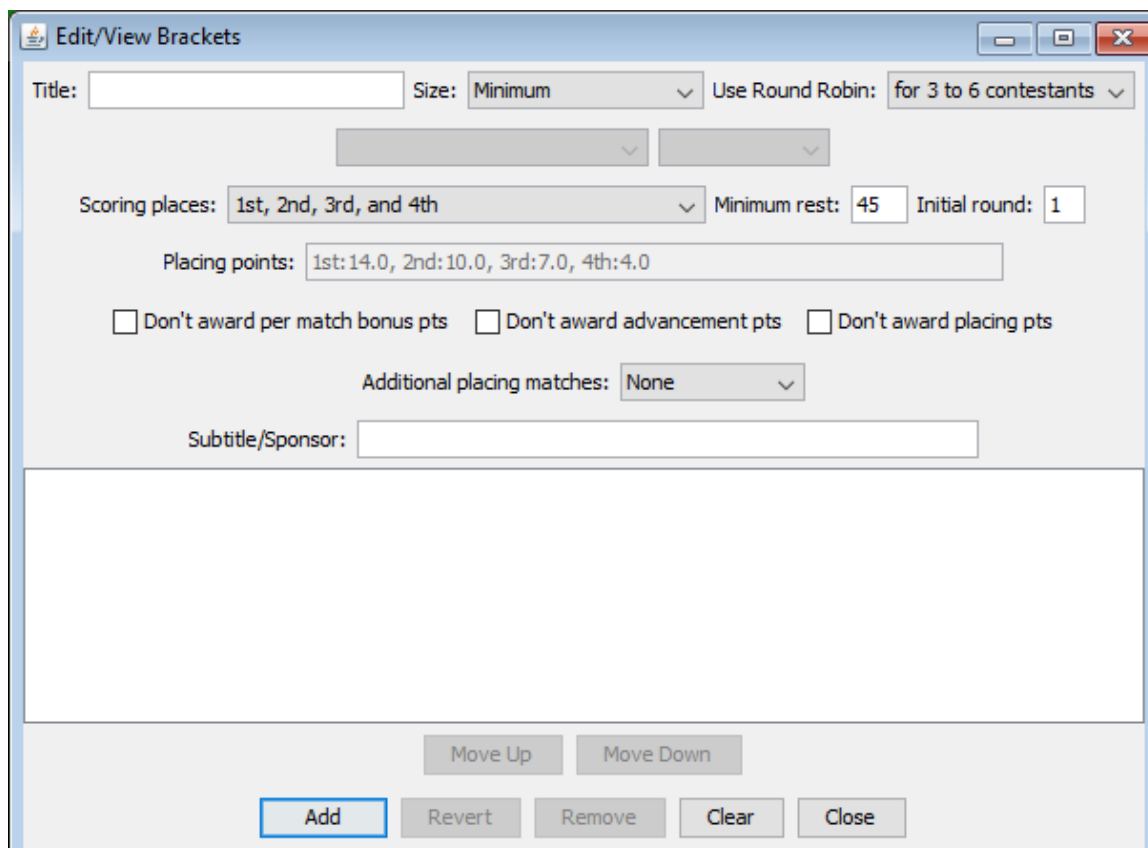 Edit/View Brackets
Title: Size: Minimum Use Round Robin: for 3 to 6 contestants
Scoring places: 1st, 2nd, 3rd, and 4th Minimum rest: 45 Initial round: 1
Placing points: 1st:14.0, 2nd:10.0, 3rd:7.0, 4th:4.0
Don't award per match bonus pts Don't award advancement pts Don't award placing pts
Additional placing matches: None
Subtitle/Sponsor:
Move Up Move Down
Add Revert Remove Clear Close